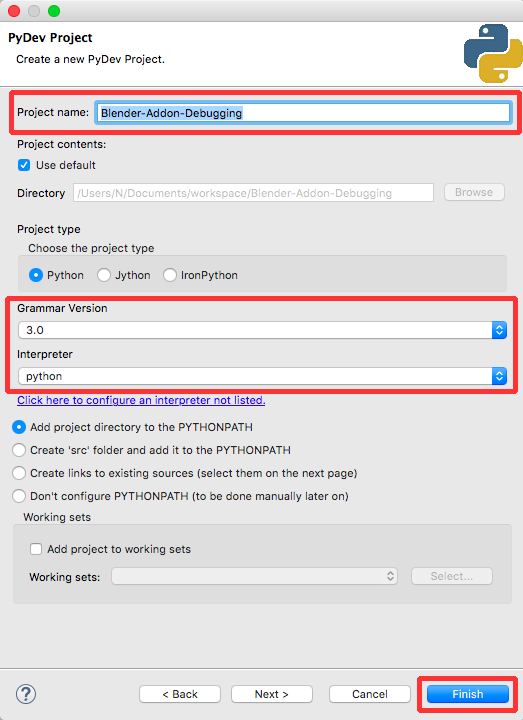 PyDev Project
Create a new PyDev Project.
Project name: Blender-Addon-Debugging
Project contents:
Use default
Directory /Users/N/Documents/workspace/Blender-Addon-Debugging Browse
Project type
Choose the project type
Python Jython IronPython
Grammar Version
3.0
Interpreter
python
Click here to configure an interpreter not listed.
Add project directory to the PYTHONPATH
Create 'src' folder and add it to the PYTHONPATH
Create links to existing sources (select them on the next page)
Don't configure PYTHONPATH (to be done manually later on)
Working sets
Add project to working sets
Working sets: Select...
? < Back Next > Cancel Finish